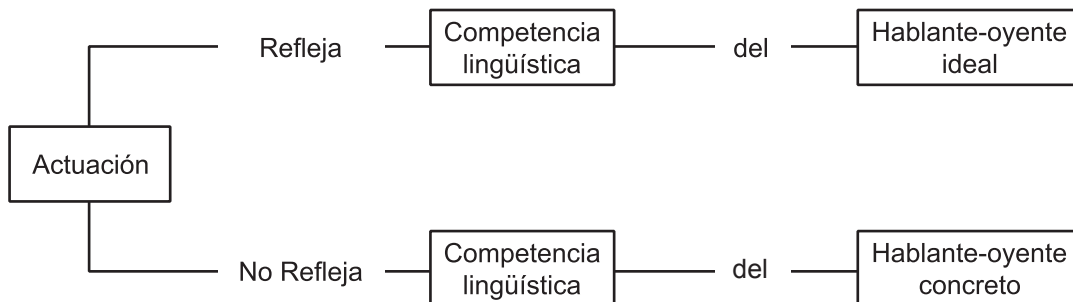 Refleja
Competencia
lingüística
del
Hablante-oyente
ideal
Actuación
No Refleja
Competencia
lingüística
del
Hablante-oyente
concreto